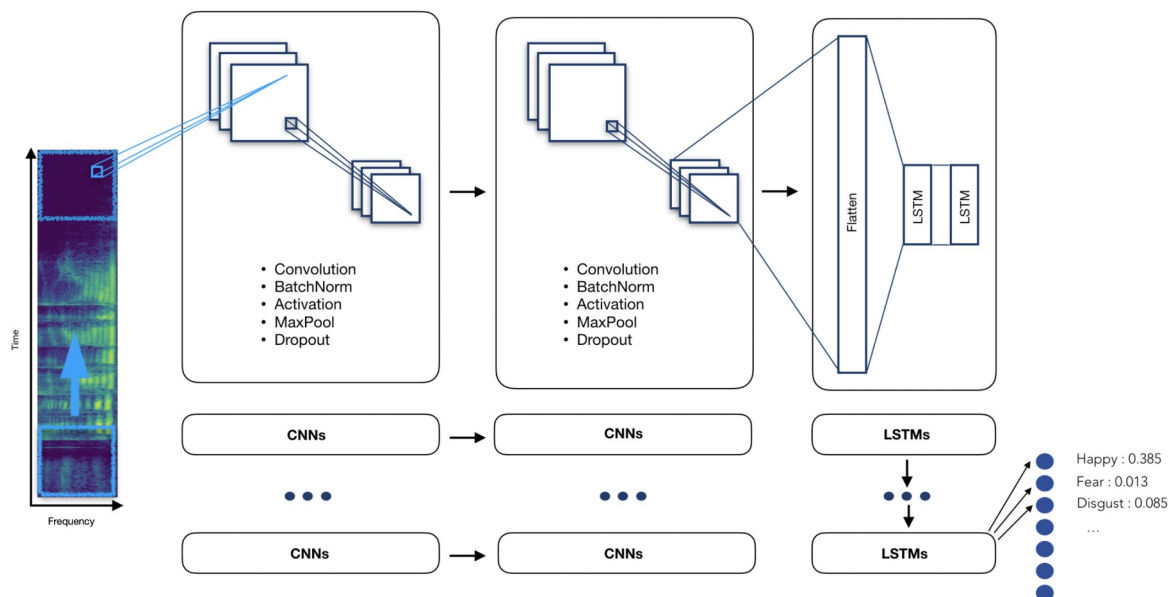 Time
Frequency
• Convolution
• BatchNorm
• Activation
• MaxPool
• Dropout
• Convolution
• BatchNorm
• Activation
• MaxPool
• Dropout
Flatten
LSTM
LSTM
CNNs
CNNs
LSTMs
CNNs
CNNs
LSTMs
Happy : 0.385
Fear : 0.013
Disgust : 0.085
...